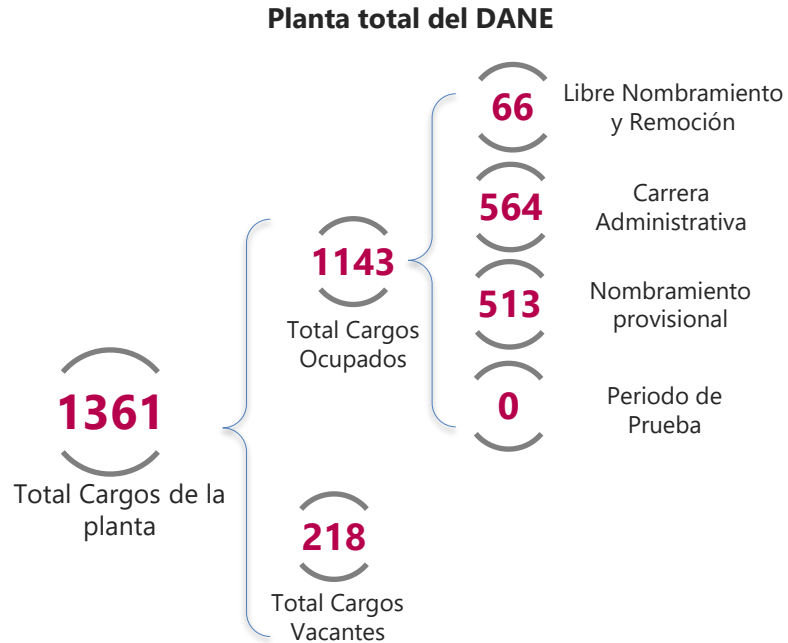 Planta total del DANE
66
Libre Nombramiento
y Remoción
564
Carrera
Administrativa
1143
Total Cargos
Ocupados
513
Nombramiento
provisional
1361
Total Cargos de la
planta
0
Periodo de
Prueba
218
Total Cargos
Vacantes